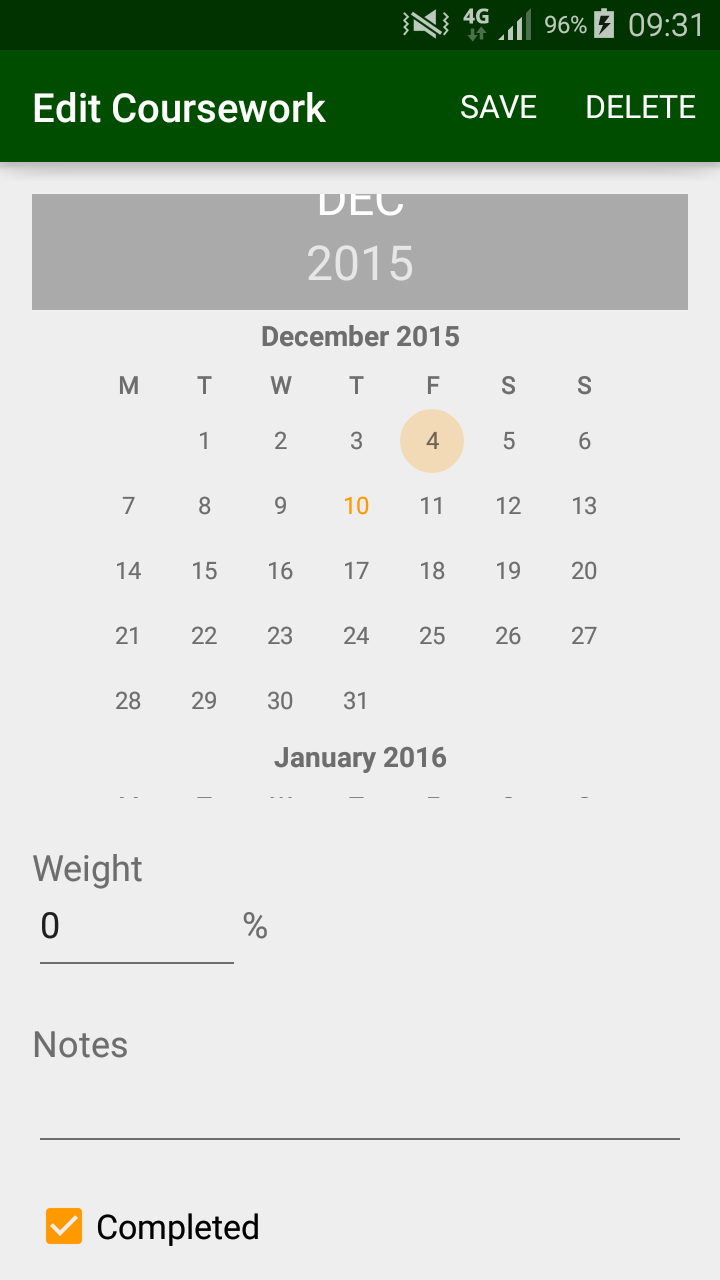 4G 96% 09:31
Edit Coursework SAVE DELETE
DEC
2015
December 2015
M T W T F S S
1 2 3 4 5 6
7 8 9 10 11 12 13
14 15 16 17 18 19 20
21 22 23 24 25 26 27
28 29 30 31
January 2016
Weight
0 %
Notes
Completed